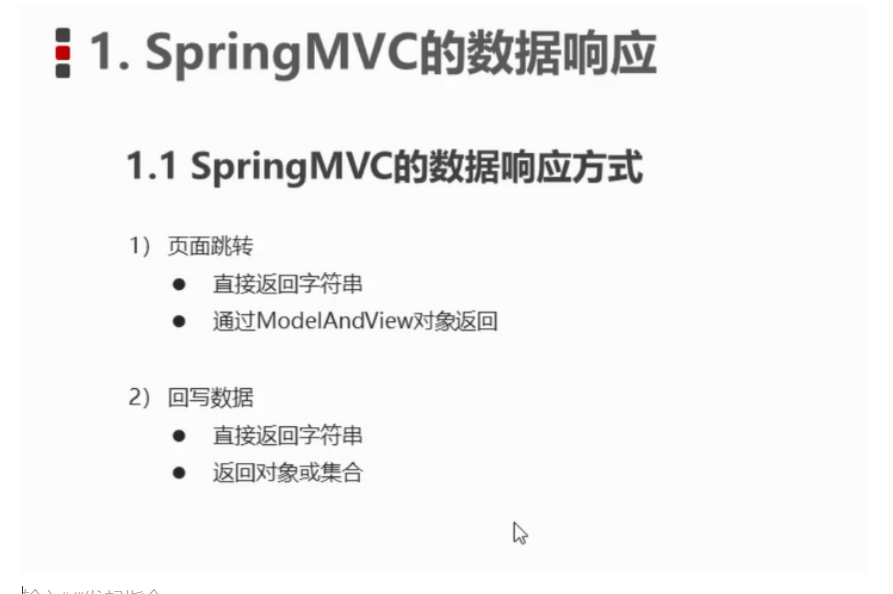 1. SpringMVC的数据响应
1.1 SpringMVC的数据响应方式
1) 页面跳转
● 直接返回字符串
● 通过ModelAndView对象返回
2) 回写数据
● 直接返回字符串
● 返回对象或集合